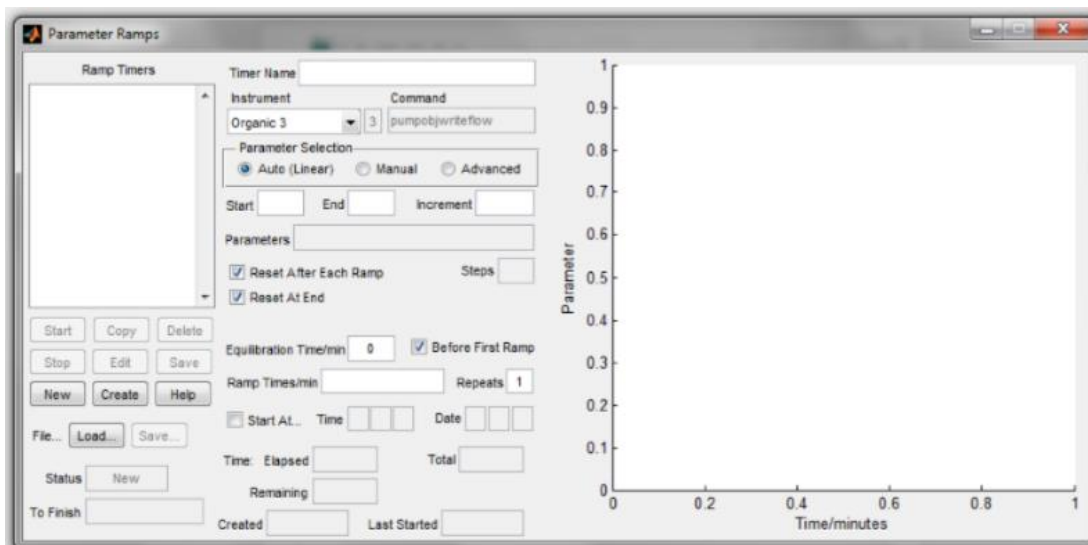 Parameter Ramps
Ramp Timers
Start Copy Delete
Stop Edit Save
New Create Help
File... Load... Save...
Status New
To Finish
Timer Name
Instrument Command
Organic 3 3 pumpobjwriteflow
Parameter Selection
Auto (Linear) Manual Advanced
Start End Increment
Parameters
Reset After Each Ramp Steps
Reset At End
Equilibration Time/min 0 Before First Ramp
Ramp Times/min Repeats 1
Start At... Time Date
Time: Elapsed Total
Remaining
Created Last Started
1
0.9
0.8
0.7
0.6
0.5
0.4
0.3
0.2
0.1
0
Parameter
0 0.2 0.4 0.6 0.8 1
Time/minutes